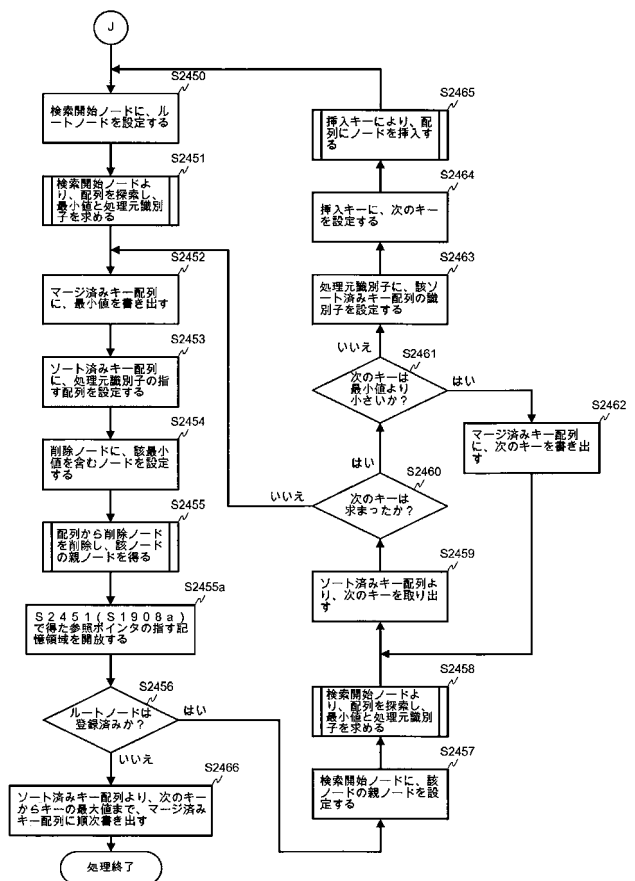 J
S2450
検索開始ノードに、ル
ートノードを設定する
S2451
検索開始ノードよ
り、配列を探索し、
最小値と処理元識別
子を求める
S2452
マージ済みキー配列
に、最小値を書き出す
S2453
ソート済みキー配列
に、処理元識別子の指
す配列を設定する
S2454
削除ノードに、該最小
値を含むノードを設定
する
S2455
配列から削除ノード
を削除し、該ノード
の親ノードを得る
S2455a
S2451(S1908a)
で得た参照ポインタの指す記
憶領域を開放する
S2456
ルートノードは
登録済みか?
はい
いいえ
S2466
ソート済みキー配列より、次のキー
からキーの最大値まで、マージ済み
キー配列に順次書き出す
処理終了
S2465
挿入キーにより、配
列にノードを挿入す
る
S2464
挿入キーに、次のキー
を設定する
S2463
処理元識別子に、該ソ
ート済みキー配列の識
別子を設定する
いいえ
S2461
次のキーは
最小値より
小さいか?
はい
S2462
マージ済みキー配列
に、次のキーを書き出
す
はい
S2460
いいえ
次のキーは
求まったか?
S2459
ソート済みキー配列よ
り、次のキーを取り出
す
S2458
検索開始ノードよ
り、配列を探索し、
最小値と処理元識別
子を求める
S2457
検索開始ノードに、該
ノードの親ノードを設
定する